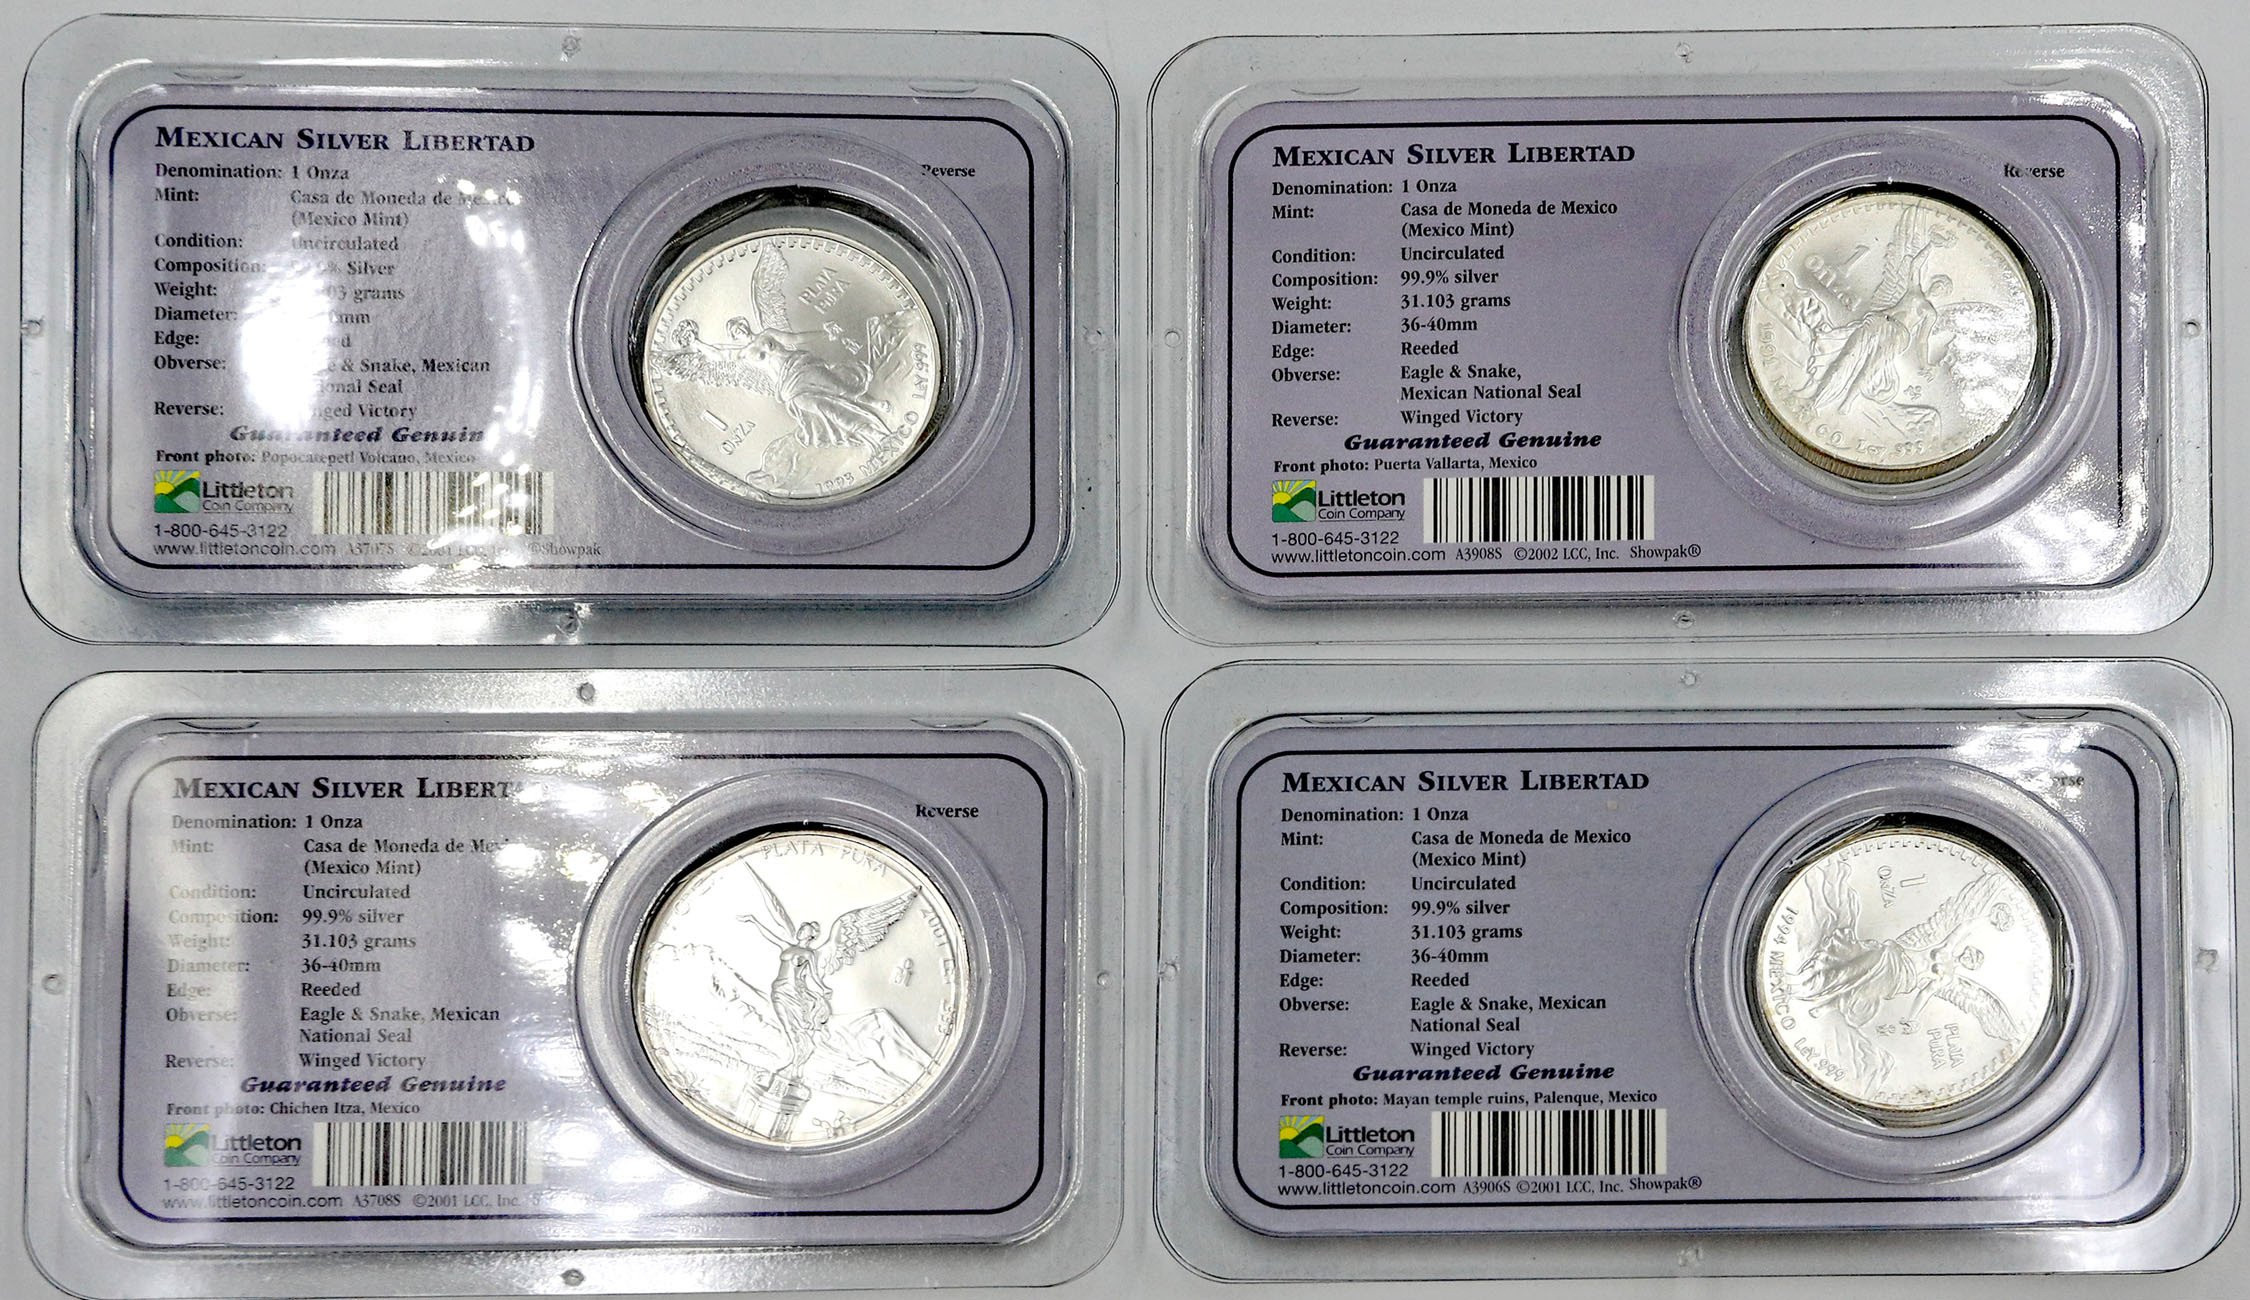 MEXICAN SILVER LIBERTAD
Reverse
Denomination: 1 Onza
Mint: Casa de Moneda de
(Mexico Mint)
Condition: Uncirculated
Composition: Silver
Weight: grams
Diameter:
Edge:
Obverse: & Snake, Mexican
Seal
Reverse: Victory
Guaranteed
Front photo: Popocatepetl Volcano, Mexico
Littleton
Coin Company
1-800-645-3122
www.littletoncoin.com A3707S ©2001 LCC, Showpak
PLATA
PURA
1
ONZA
MEXICO LEY .999
MEXICAN SILVER LIBERTAD
Reverse
Denomination: 1 Onza
Mint: Casa de Moneda de Mexico
(Mexico Mint)
Condition: Uncirculated
Composition: 99.9% silver
Weight: 31.103 grams
Diameter: 36-40mm
Edge: Reeded
Obverse: Eagle & Snake,
Mexican National Seal
Reverse: Winged Victory
Guaranteed Genuine
Front photo: Puerta Vallarta, Mexico
Littleton
Coin Company
1-800-645-3122
www.littletoncoin.com A3908S ©2002 LCC, Inc. Showpak®
1
ONZA
1991
MEXICAN SILVER
Reverse
Denomination: 1 Onza
Mint: Casa de Moneda de
(Mexico Mint)
Condition: Uncirculated
Composition: 99.9% silver
Weight: 31.103 grams
Diameter: 36-40mm
Edge: Reeded
Obverse: Eagle & Snake, Mexican
National Seal
Reverse: Winged Victory
Guaranteed Genuine
Front photo: Chichen Itza, Mexico
Littleton
Coin Company
1-800-645-3122
www.littletoncoin.com A3708S ©2001 LCC, Inc.
PLATA PURA
2001
MEXICAN SILVER LIBERTAD
Denomination: 1 Onza
Mint: Casa de Moneda de Mexico
(Mexico Mint)
Condition: Uncirculated
Composition: 99.9% silver
Weight: 31.103 grams
Diameter: 36-40mm
Edge: Reeded
Obverse: Eagle & Snake, Mexican
National Seal
Reverse: Winged Victory
Guaranteed Genuine
Front photo: Mayan temple ruins, Palenque, Mexico
Littleton
Coin Company
1-800-645-3122
www.littletoncoin.com A3906S ©2001 LCC, Inc. Showpak®
1
ONZA
PLATA
PURA
1994 MEXICO LEY .999